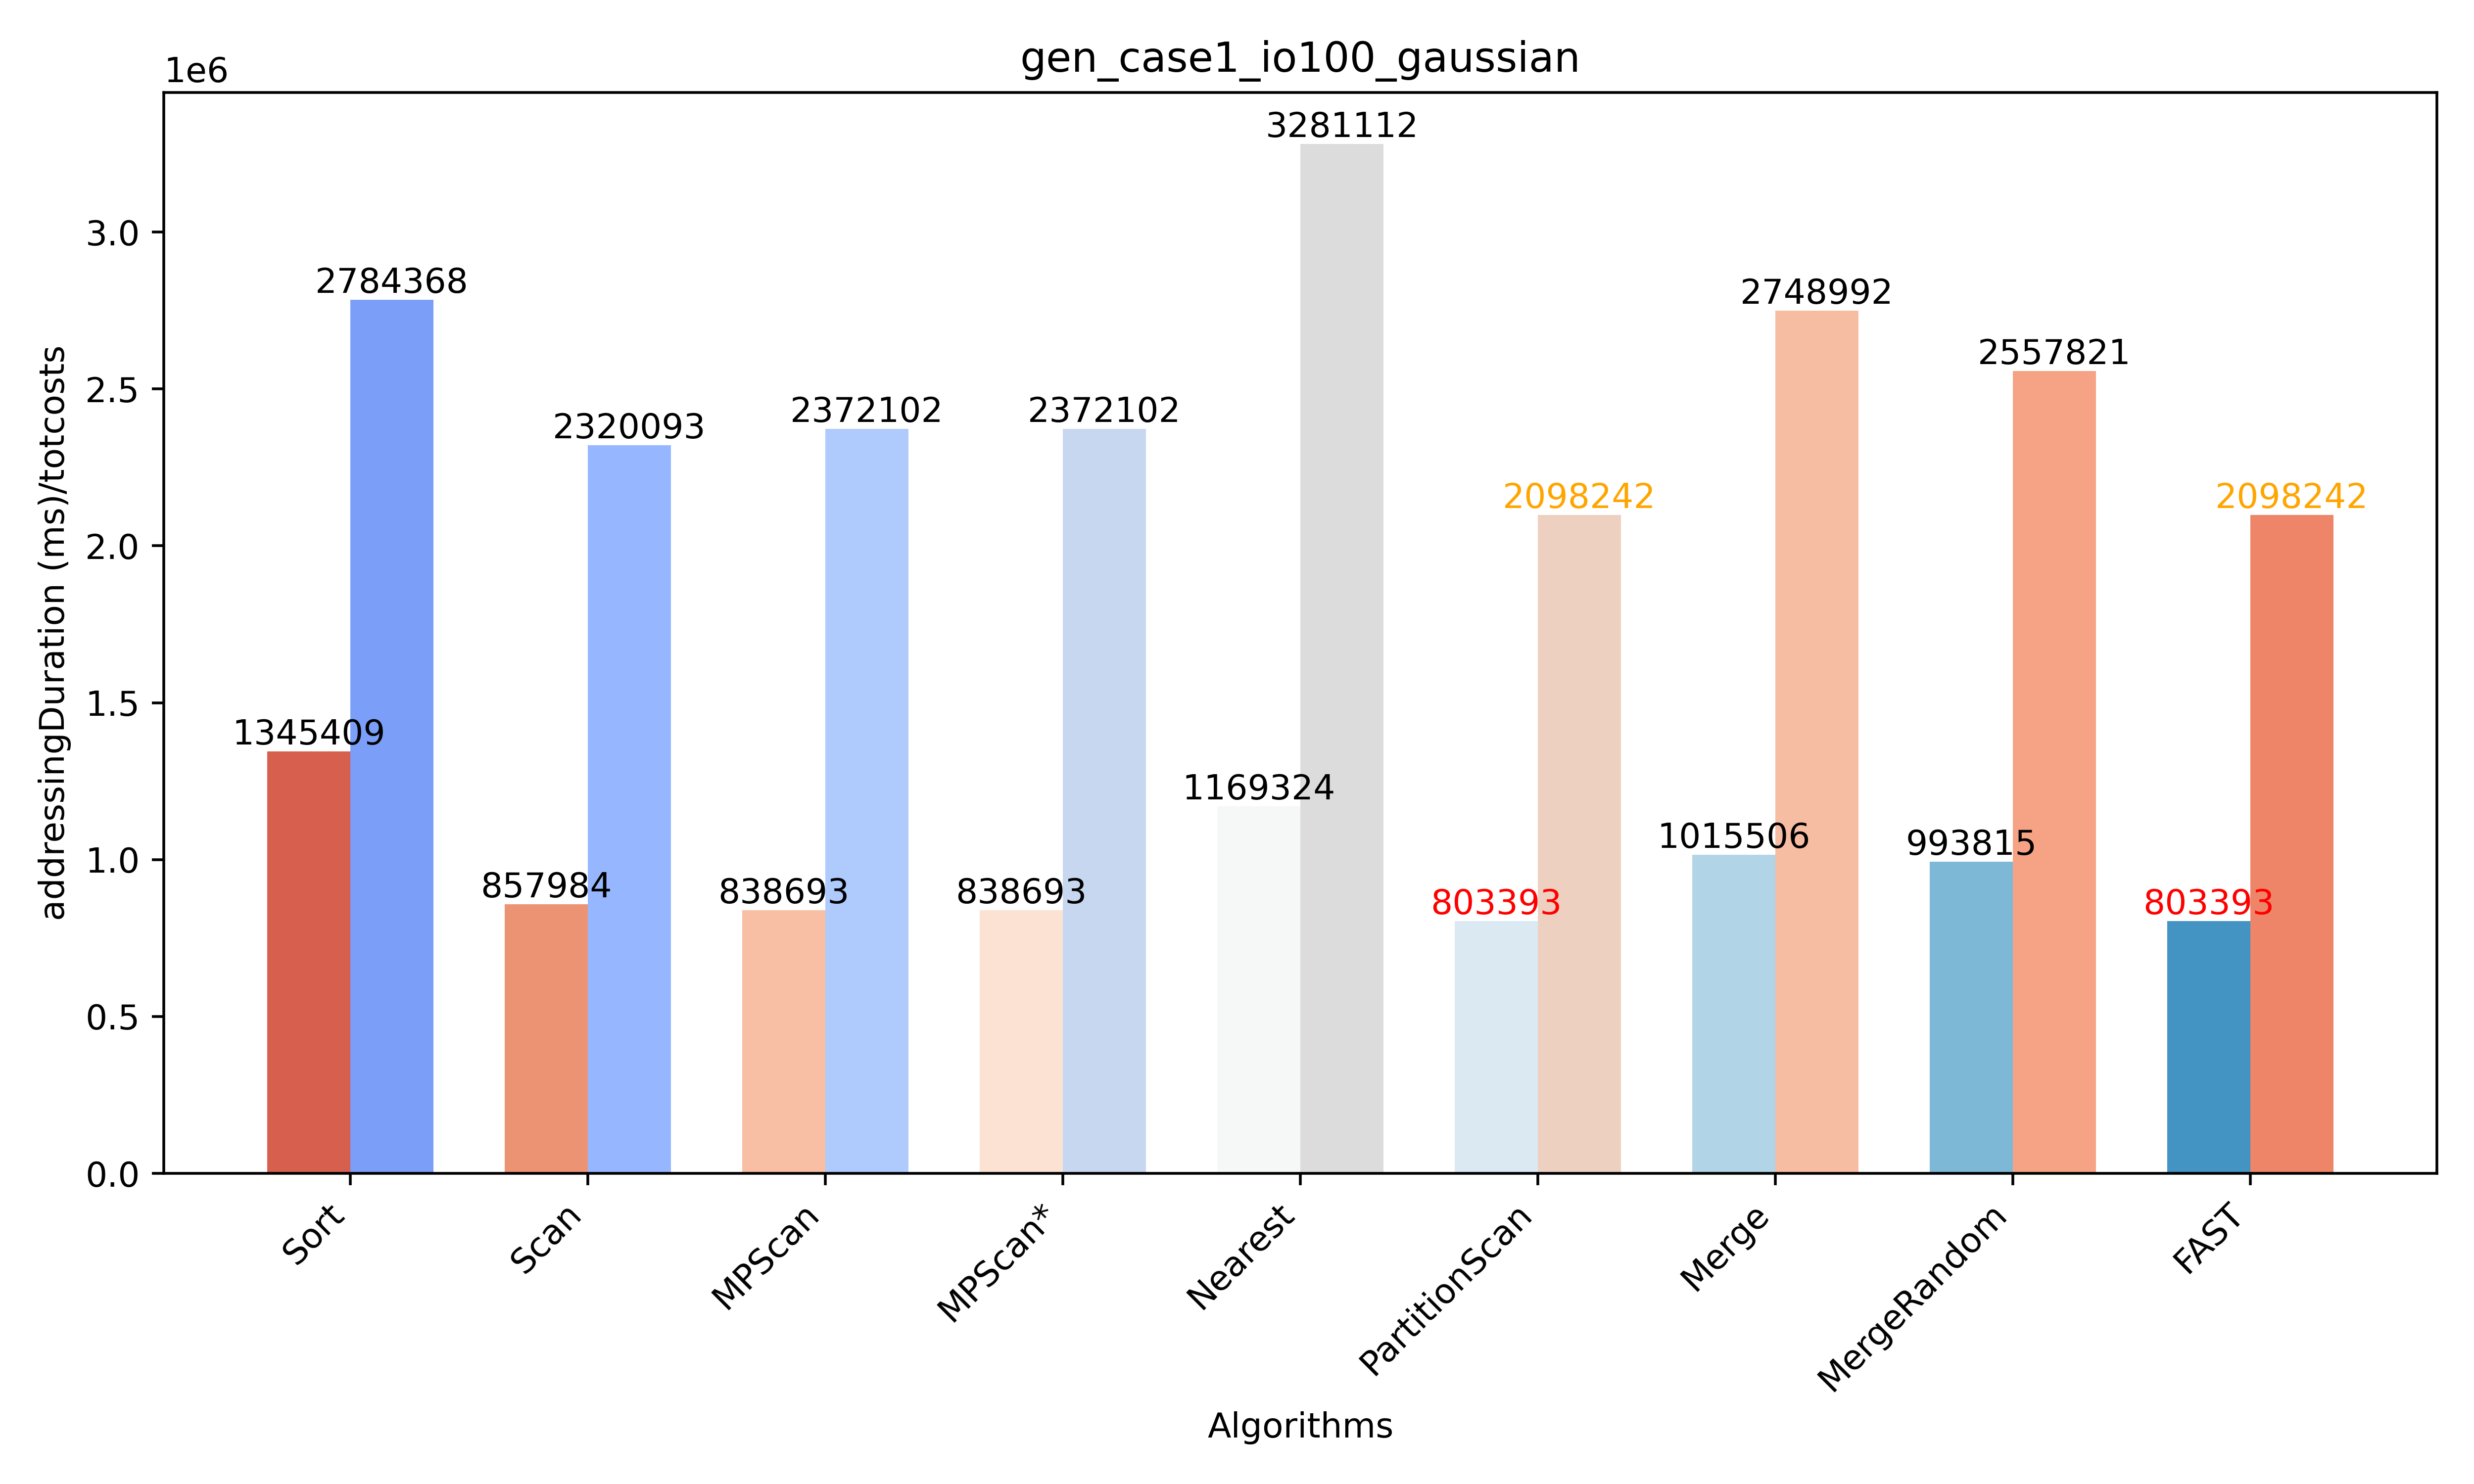 gen_case1_io100_gaussian
1e6
addressingDuration (ms)/totcosts
3.0
2.5
2.0
1.5
1.0
0.5
0.0
1345409
2784368
857984
2320093
838693
2372102
838693
2372102
1169324
3281112
803393
2098242
1015506
2748992
993815
2557821
803393
2098242
Sort
Scan
MPScan
MPScan*
Nearest
PartitionScan
Merge
MergeRandom
FAST
Algorithms